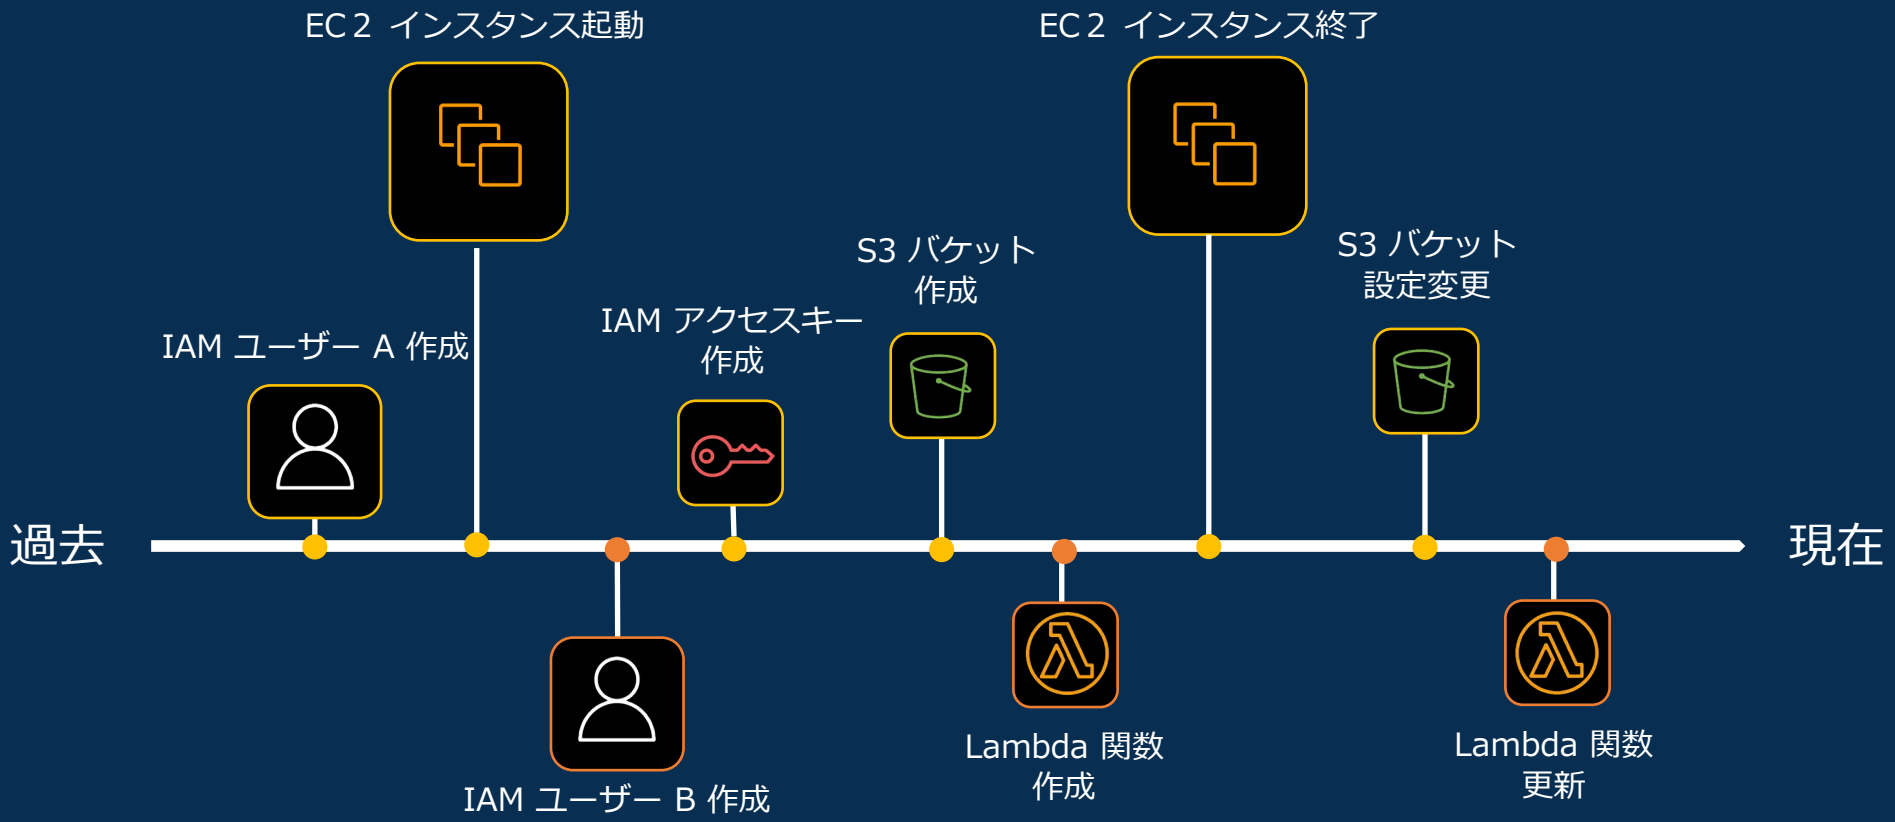 EC2 インスタンス起動
EC2 インスタンス終了
S3 バケット
作成
S3 バケット
設定変更
IAM アクセスキー
作成
IAM ユーザー A 作成
過去
現在
Lambda 関数
作成
Lambda 関数
更新
IAM ユーザー B 作成